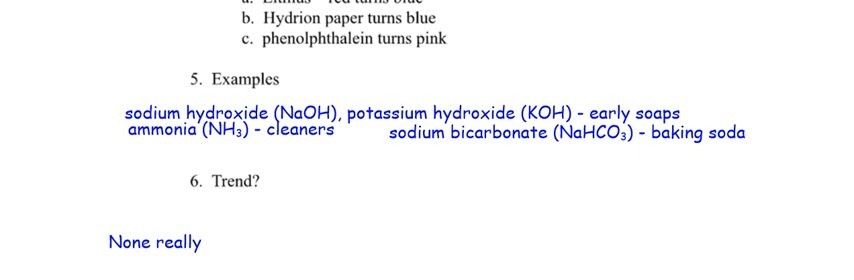 b. Hydrion paper turns blue
c. phenolphthalein turns pink
5. Examples
sodium hydroxide (NaOH), potassium hydroxide (KOH) - early soaps
ammonia (NH₃) - cleaners sodium bicarbonate (NaHCO₃) - baking soda
6. Trend?
None really